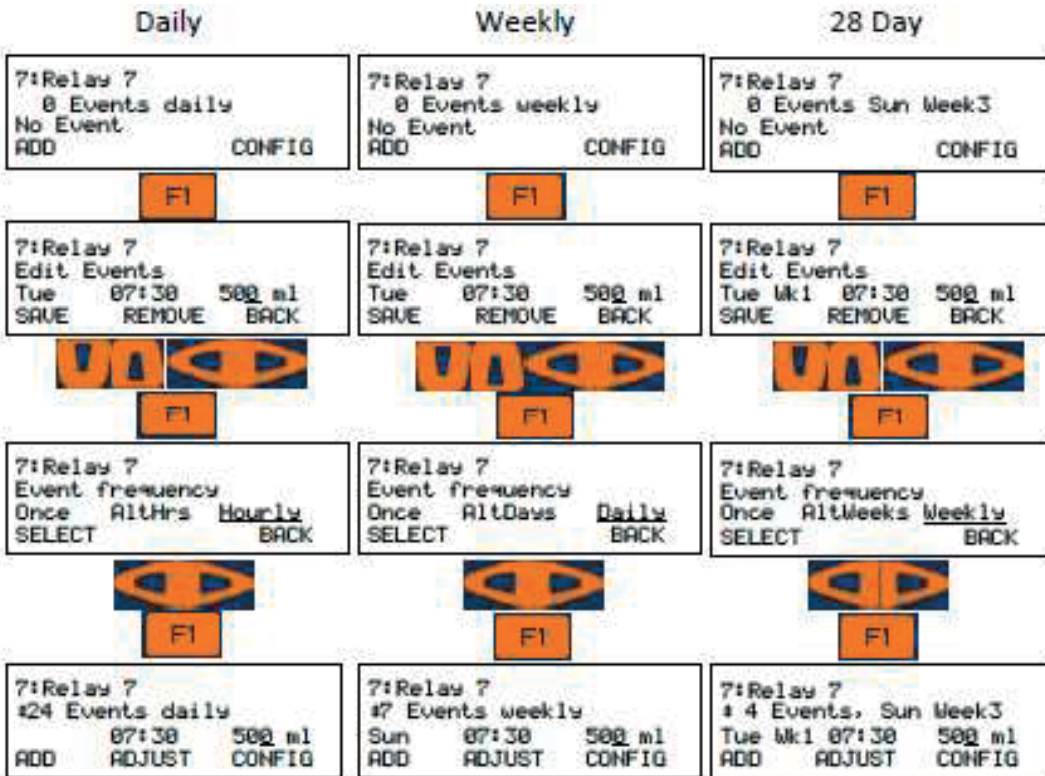 Daily
7:Relay 7
0 Events daily
No Event
ADD CONFIG
F1
7:Relay 7
Edit Events
Tue 07:30 500 ml
SAVE REMOVE BACK
F1
7:Relay 7
Event frequency
Once AltHrs Hourly
SELECT BACK
F1
7:Relay 7
↕24 Events daily
07:30 500 ml
ADD ADJUST CONFIG
Weekly
7:Relay 7
0 Events weekly
No Event
ADD CONFIG
F1
7:Relay 7
Edit Events
Tue 07:30 500 ml
SAVE REMOVE BACK
F1
7:Relay 7
Event frequency
Once AltDays Daily
SELECT BACK
F1
7:Relay 7
↕7 Events weekly
Sun 07:30 500 ml
ADD ADJUST CONFIG
28 Day
7:Relay 7
0 Events Sun Week3
No Event
ADD CONFIG
F1
7:Relay 7
Edit Events
Tue Wk1 07:30 500 ml
SAVE REMOVE BACK
F1
7:Relay 7
Event frequency
Once AltWeeks Weekly
SELECT BACK
F1
7:Relay 7
↕ 4 Events, Sun Week3
Tue Wk1 07:30 500 ml
ADD ADJUST CONFIG